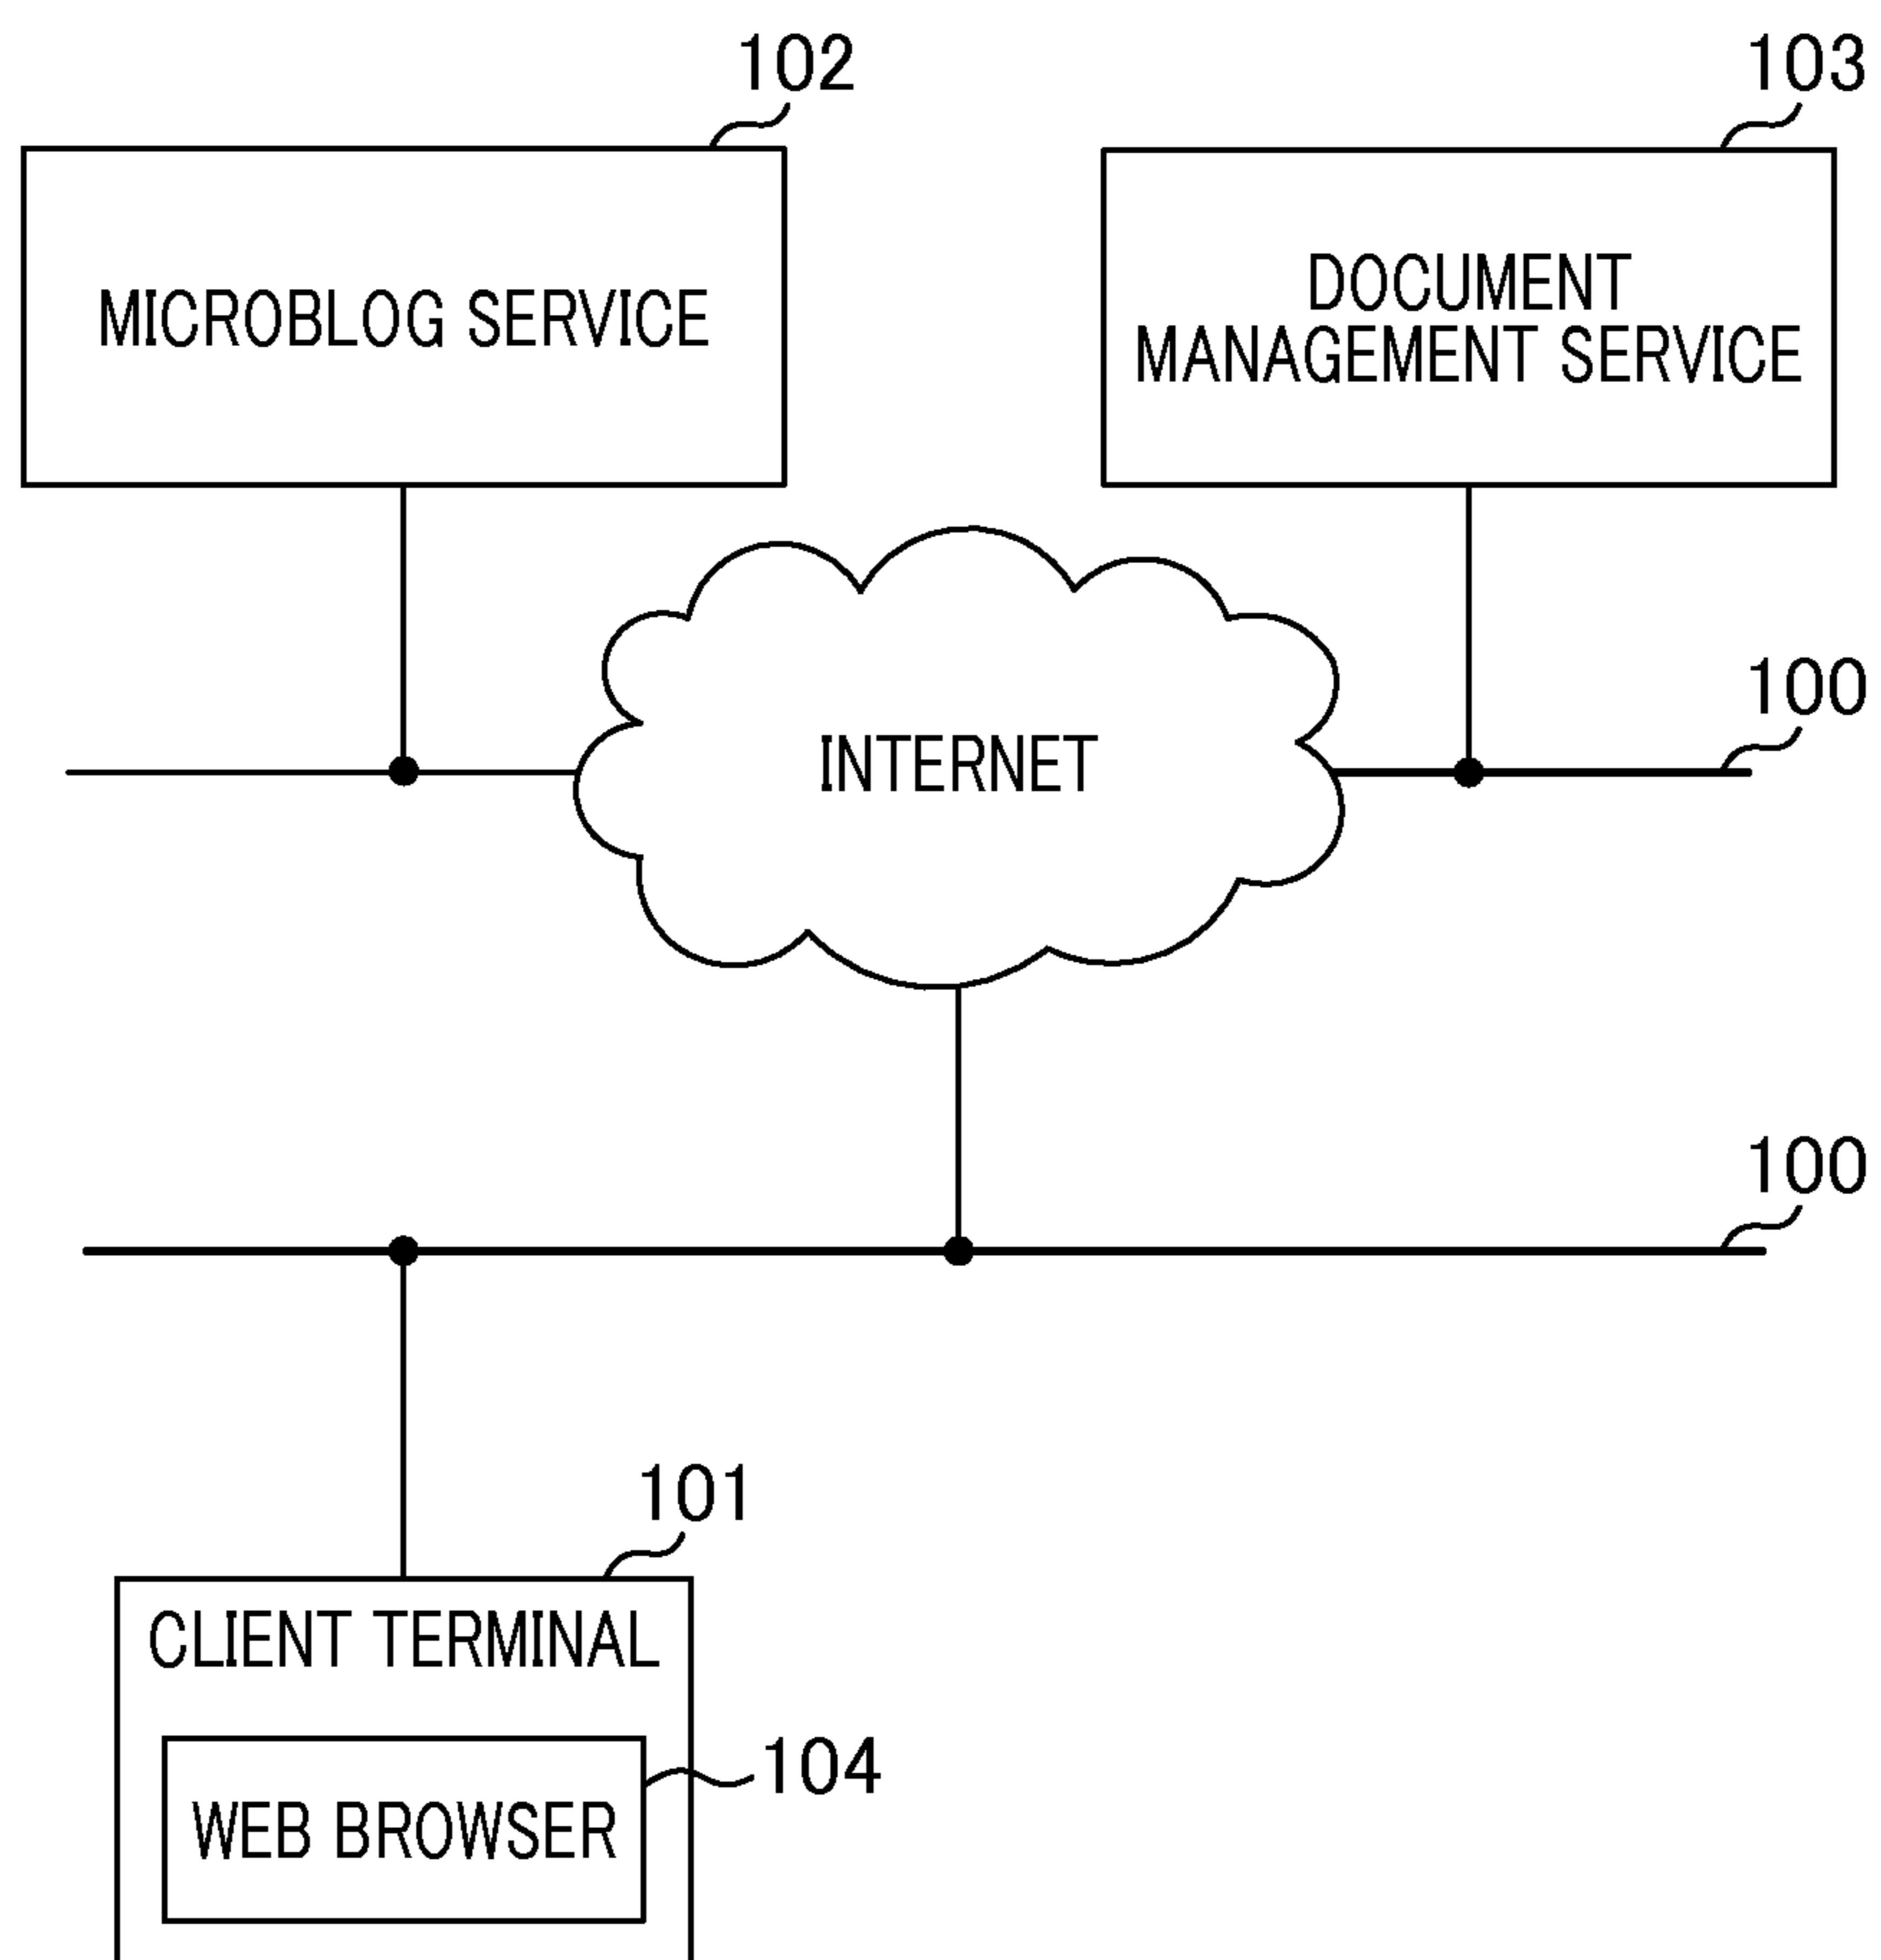 102
103
MICROBLOG SERVICE
DOCUMENT
MANAGEMENT SERVICE
100
INTERNET
100
101
CLIENT TERMINAL
104
WEB BROWSER